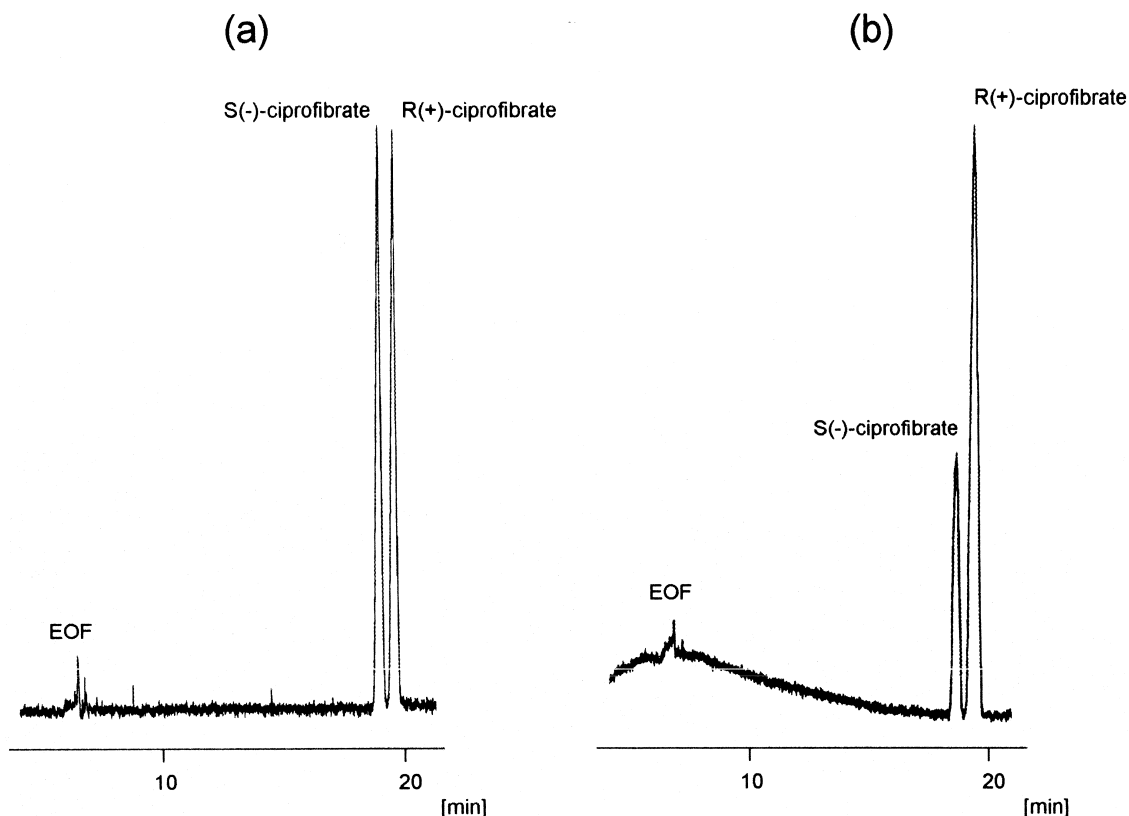 (a)
S(-)-ciprofibrate
R(+)-ciprofibrate
EOF
10
20
[min]
(b)
R(+)-ciprofibrate
S(-)-ciprofibrate
EOF
10
20
[min]